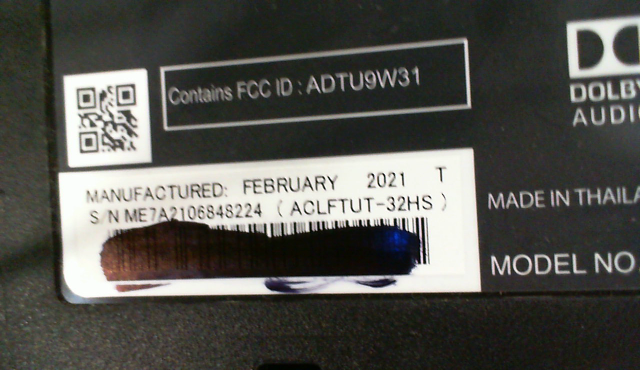 Contains FCC ID : ADTU9W31
DOLBY
AUDIO
MANUFACTURED: FEBRUARY 2021 T
S/N ME7A2106848224 ( ACLFTUT-32HS )
MADE IN THAILA
MODEL NO.